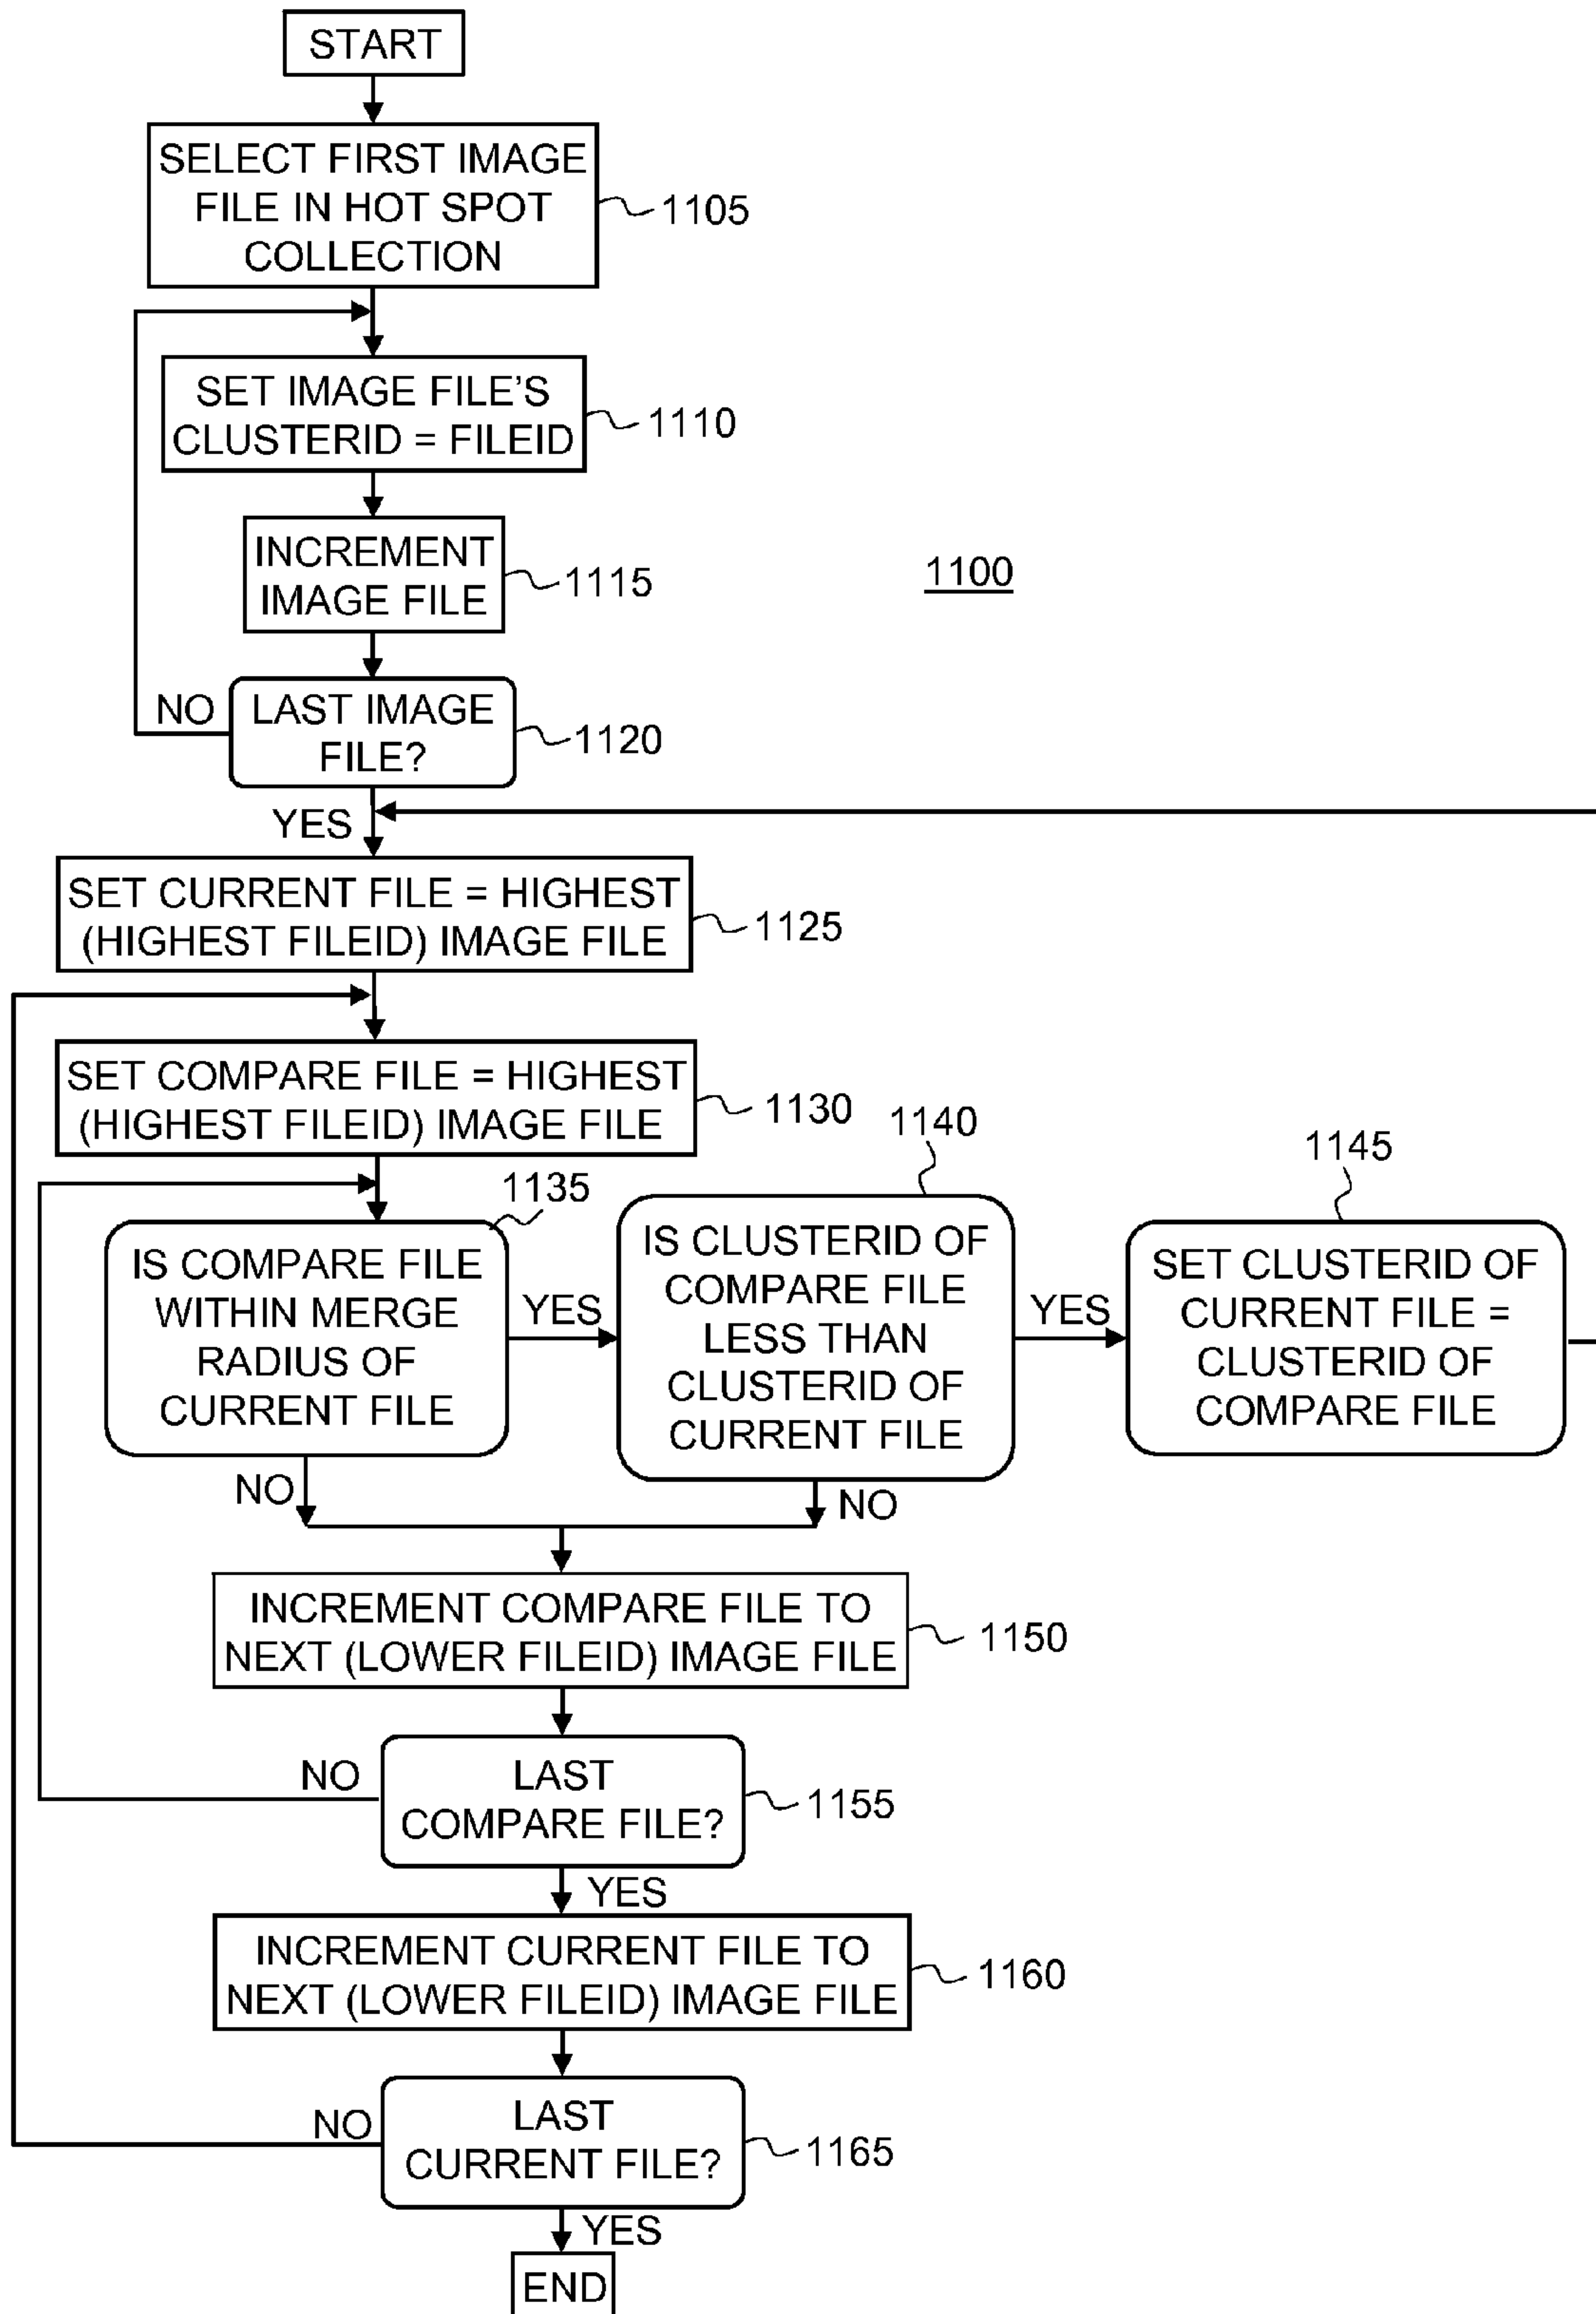 START
SELECT FIRST IMAGE
FILE IN HOT SPOT
COLLECTION
1105
SET IMAGE FILE'S
CLUSTERID = FILEID
1110
INCREMENT
IMAGE FILE
1115
1100
LAST IMAGE
FILE?
1120
NO
YES
SET CURRENT FILE = HIGHEST
(HIGHEST FILEID) IMAGE FILE
1125
SET COMPARE FILE = HIGHEST
(HIGHEST FILEID) IMAGE FILE
1130
1135
IS COMPARE FILE
WITHIN MERGE
RADIUS OF
CURRENT FILE
YES
NO
1140
IS CLUSTERID OF
COMPARE FILE
LESS THAN
CLUSTERID OF
CURRENT FILE
YES
NO
1145
SET CLUSTERID OF
CURRENT FILE =
CLUSTERID OF
COMPARE FILE
INCREMENT COMPARE FILE TO
NEXT (LOWER FILEID) IMAGE FILE
1150
LAST
COMPARE FILE?
1155
NO
YES
INCREMENT CURRENT FILE TO
NEXT (LOWER FILEID) IMAGE FILE
1160
LAST
CURRENT FILE?
1165
NO
YES
END